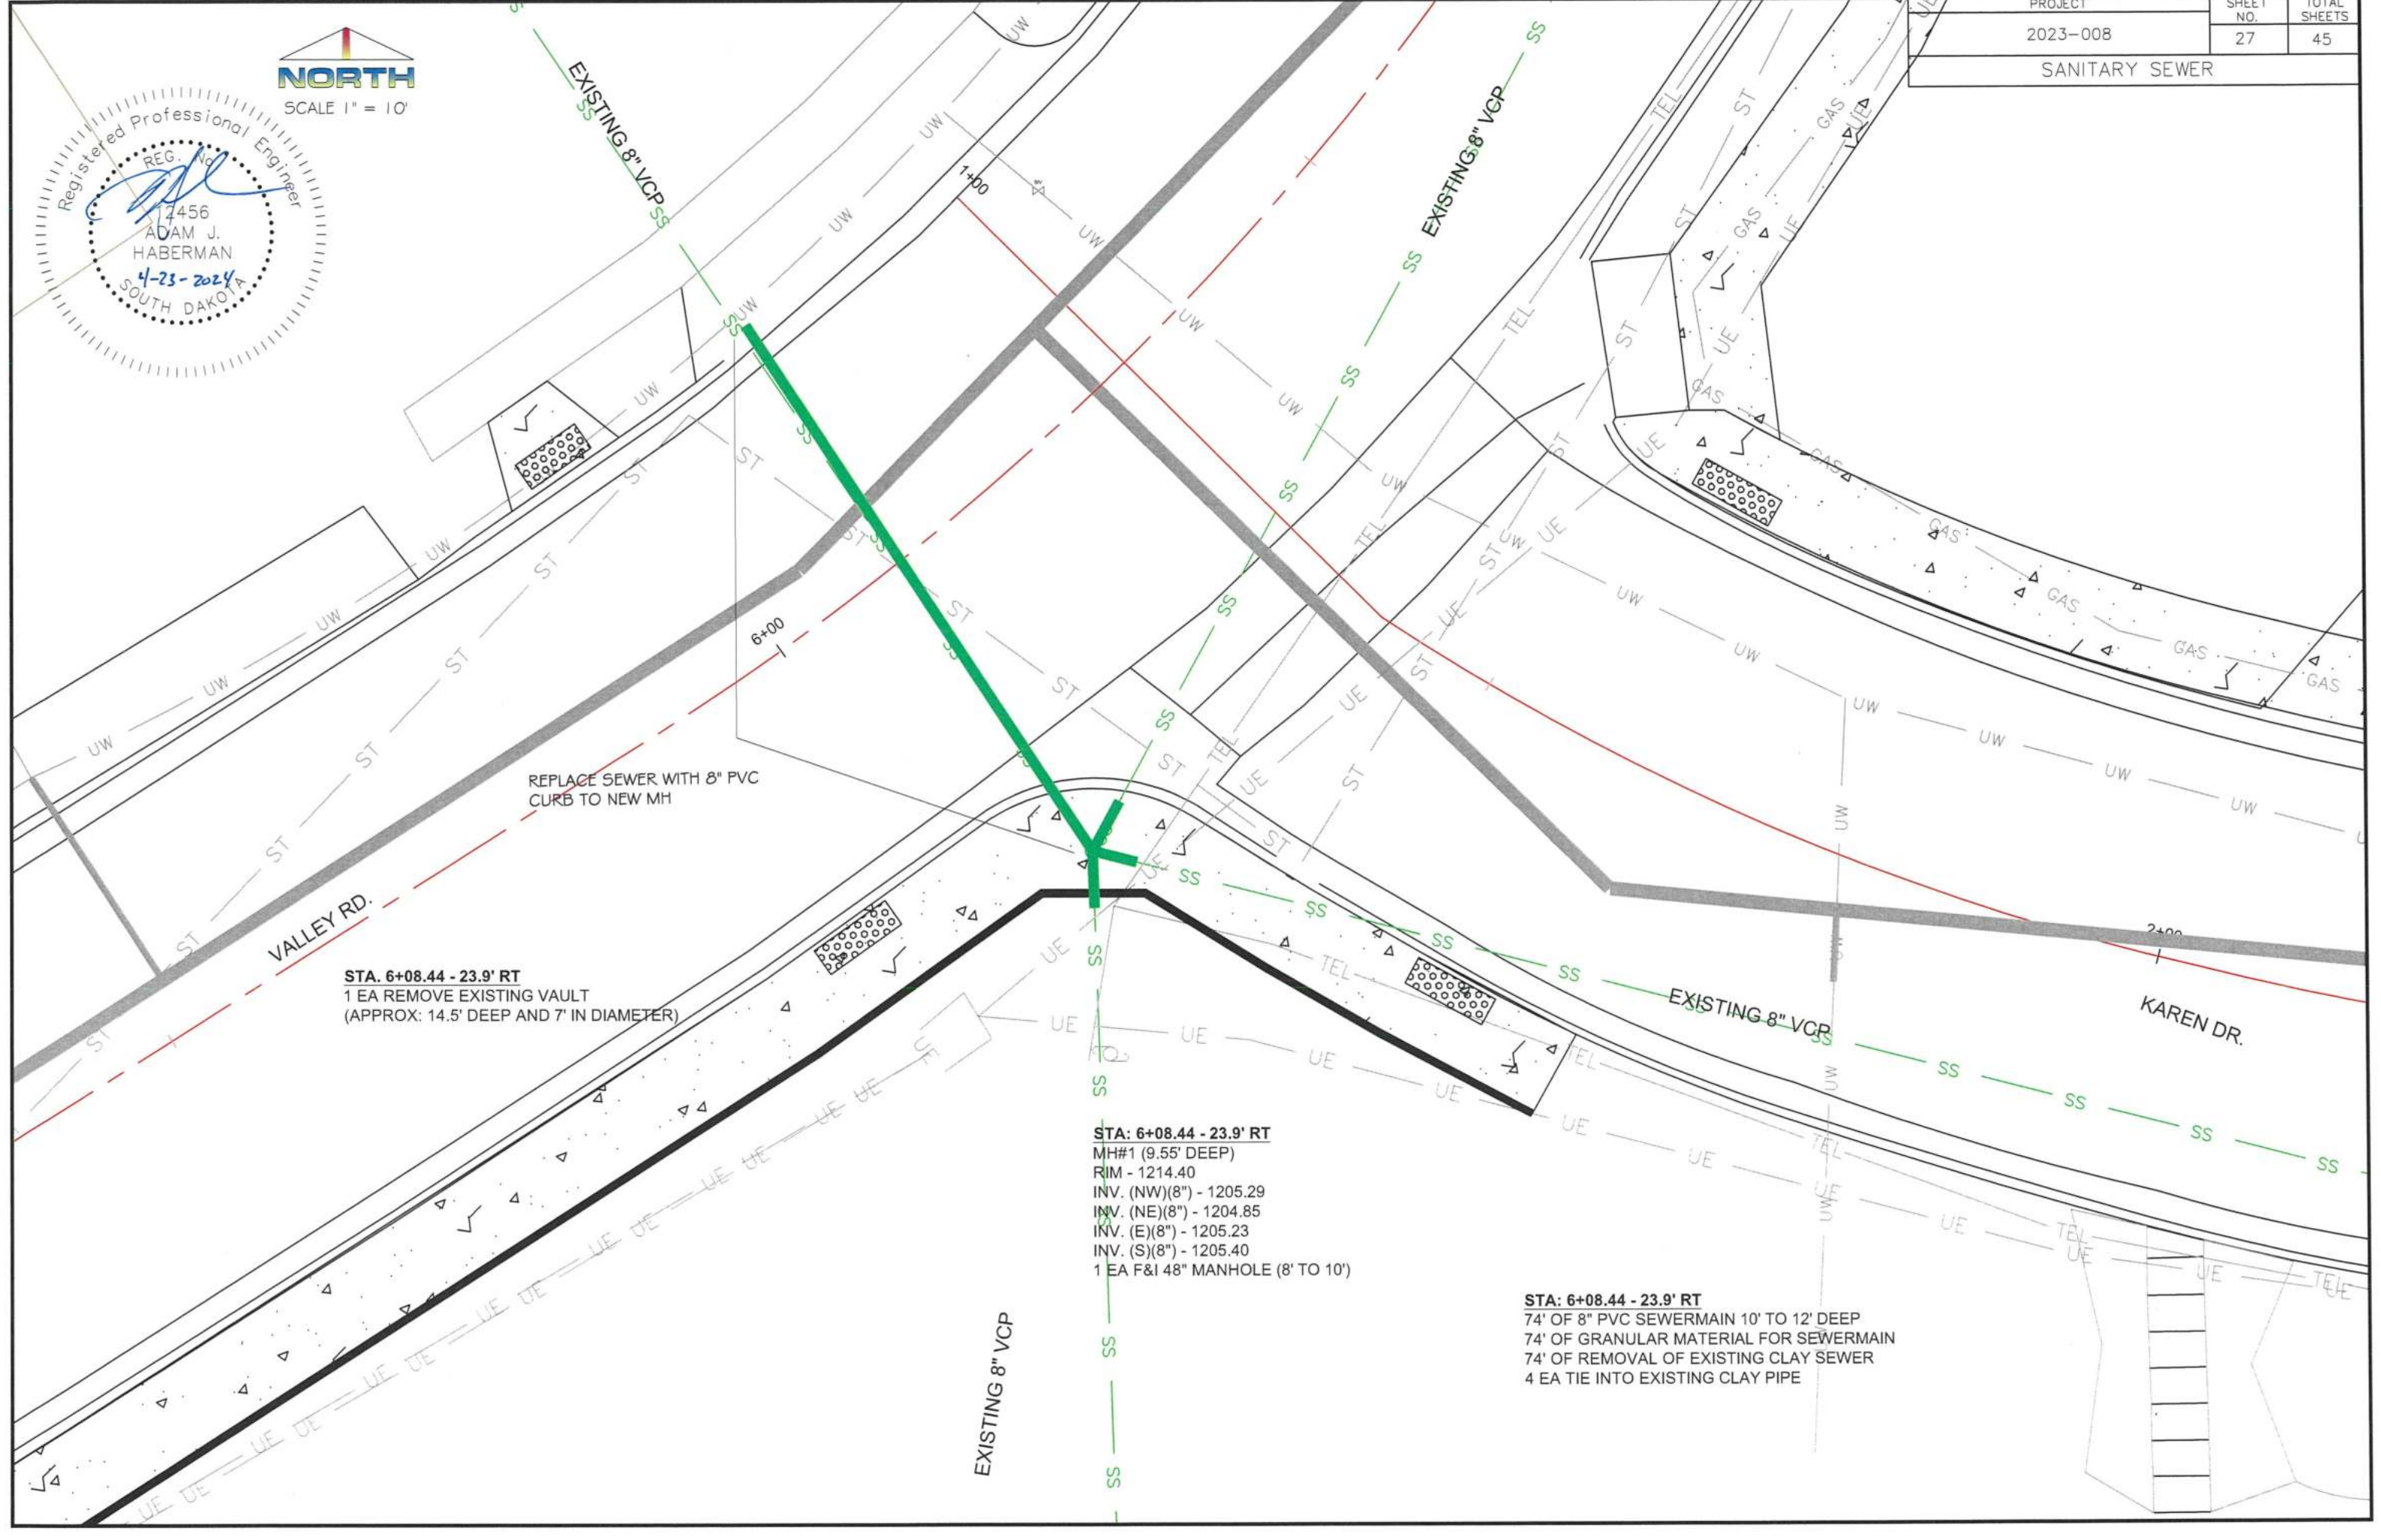 PROJECT
SHEET NO.
TOTAL SHEETS
2023-008
27
45
SANITARY SEWER
NORTH
SCALE 1" = 10'
Registered Professional Engineer
REG. No.
12456
ADAM J.
HABERMAN
4-23-2024
SOUTH DAKOTA
EXISTING 8" VCP
EXISTING 8" VCP
1+00
6+00
REPLACE SEWER WITH 8" PVC
CURB TO NEW MH
VALLEY RD.
STA. 6+08.44 - 23.9' RT
1 EA REMOVE EXISTING VAULT
(APPROX: 14.5' DEEP AND 7' IN DIAMETER)
EXISTING 8" VCP
2+00
KAREN DR.
STA: 6+08.44 - 23.9' RT
MH#1 (9.55' DEEP)
RIM - 1214.40
INV. (NW)(8") - 1205.29
INV. (NE)(8") - 1204.85
INV. (E)(8") - 1205.23
INV. (S)(8") - 1205.40
1 EA F&I 48" MANHOLE (8' TO 10')
EXISTING 8" VCP
STA: 6+08.44 - 23.9' RT
74' OF 8" PVC SEWERMAIN 10' TO 12' DEEP
74' OF GRANULAR MATERIAL FOR SEWERMAIN
74' OF REMOVAL OF EXISTING CLAY SEWER
4 EA TIE INTO EXISTING CLAY PIPE
SS
UW
ST
TEL
GAS
UE